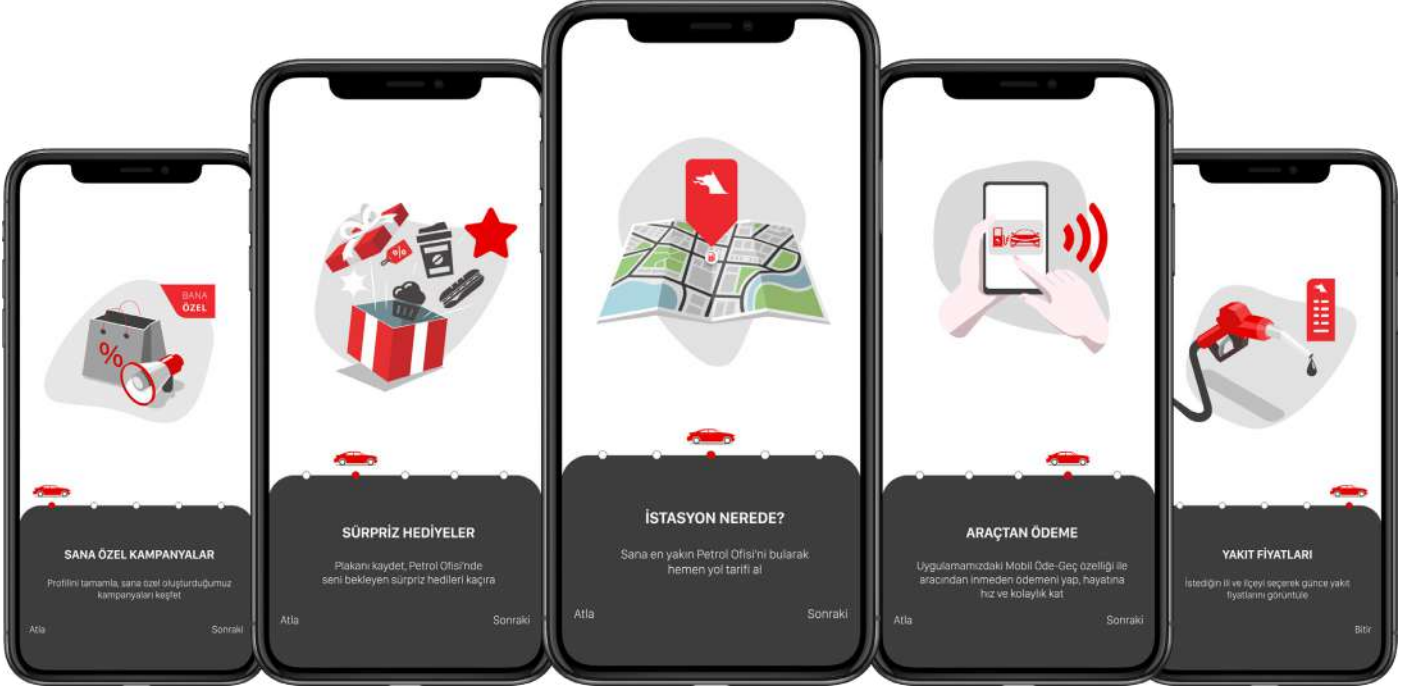 BANA
ÖZEL
%
SANA ÖZEL KAMPANYALAR
Profilini tamamla, sana özel oluşturduğumuz
kampanyaları keşfet
Atla
Sonraki
%
SÜRPRİZ HEDİYELER
Plakanı kaydet, Petrol Ofisi'nde
seni bekleyen sürpriz hedileri kaçıra
Atla
Sonraki
İSTASYON NEREDE?
Sana en yakın Petrol Ofisi'ni bularak
hemen yol tarifi al
Atla
Sonraki
ARAÇTAN ÖDEME
Uygulamamızdaki Mobil Öde-Geç özelliği ile
aracından inmeden ödemeni yap, hayatına
hız ve kolaylık kat
Atla
Sonraki
YAKIT FİYATLARI
İstediğin ili ve ilçeyi seçerek günce yakıt
fiyatlarını görüntüle
Bitir